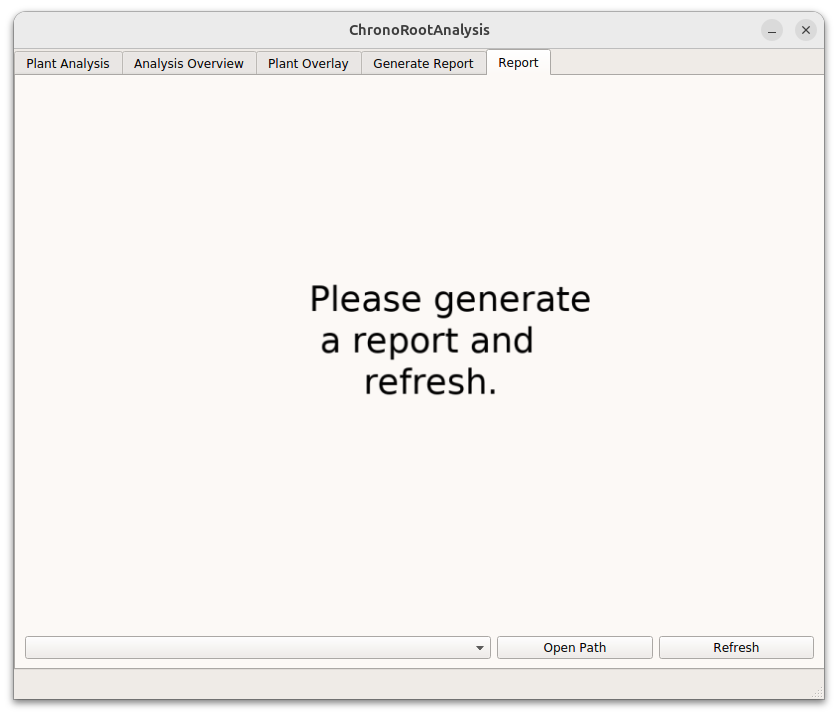 ChronoRootAnalysis
Plant Analysis
Analysis Overview
Plant Overlay
Generate Report
Report
Please generate
a report and
refresh.
Open Path
Refresh